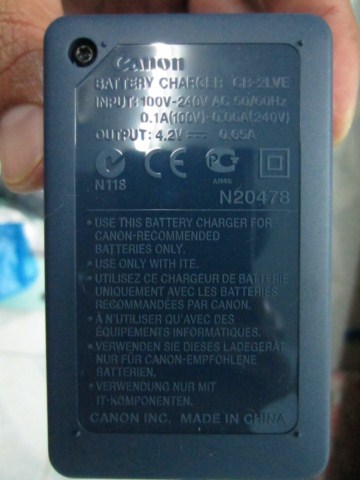 Canon
BATTERY CHARGER CB-2LVE
INPUT: 100V-240V AC 50/60Hz
0.1A(100V)-0.06A(240V)
OUTPUT: 4.2V 0.65A
N118
CE
N20478
• USE THIS BATTERY CHARGER FOR
CANON-RECOMMENDED
BATTERIES ONLY.
• USE ONLY WITH ITE.
• UTILISEZ CE CHARGEUR DE BATTERIE
UNIQUEMENT AVEC LES BATTERIES
RECOMMANDÉES PAR CANON.
• À N'UTILISER QU'AVEC DES
ÉQUIPEMENTS INFORMATIQUES.
• VERWENDEN SIE DIESES LADEGERÄT
NUR FÜR CANON-EMPFOHLENE
BATTERIEN.
• VERWENDUNG NUR MIT
IT-KOMPONENTEN.
CANON INC. MADE IN CHINA